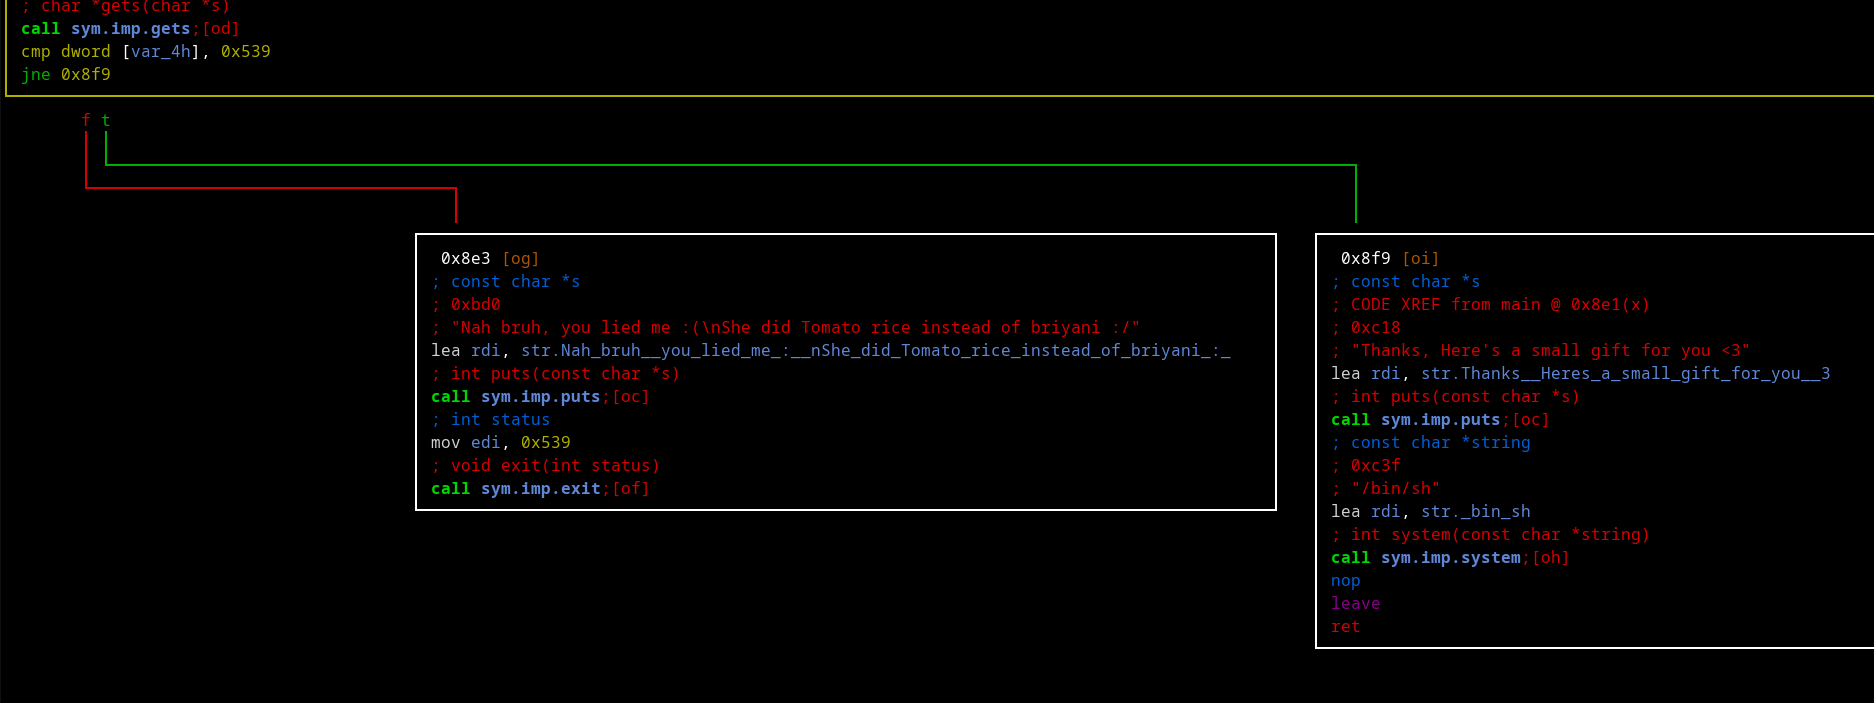 ; char *gets(char *s)
call sym.imp.gets;[od]
cmp dword [var_4h], 0x539
jne 0x8f9
f t
0x8e3 [og]
; const char *s
; 0xbd0
; "Nah bruh, you lied me :(\nShe did Tomato rice instead of briyani :/"
lea rdi, str.Nah_bruh__you_lied_me_:__nShe_did_Tomato_rice_instead_of_briyani_:_
; int puts(const char *s)
call sym.imp.puts;[oc]
; int status
mov edi, 0x539
; void exit(int status)
call sym.imp.exit;[of]
0x8f9 [oi]
; const char *s
; CODE XREF from main @ 0x8e1(x)
; 0xc18
; "Thanks, Here's a small gift for you <3"
lea rdi, str.Thanks__Heres_a_small_gift_for_you__3
; int puts(const char *s)
call sym.imp.puts;[oc]
; const char *string
; 0xc3f
; "/bin/sh"
lea rdi, str._bin_sh
; int system(const char *string)
call sym.imp.system;[oh]
nop
leave
ret